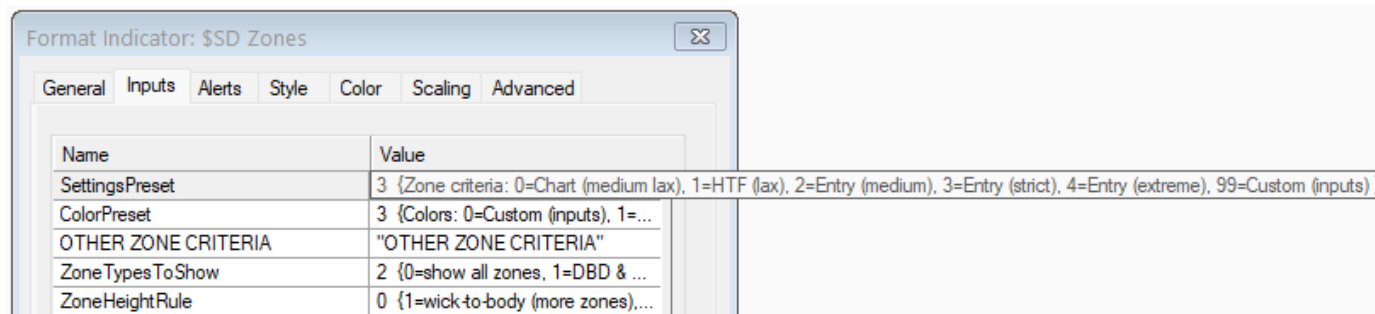 Format Indicator: $SD Zones
General Inputs Alerts Style Color Scaling Advanced
Name Value
SettingsPreset 3 {Zone criteria: 0=Chart (medium lax), 1=HTF (lax), 2=Entry (medium), 3=Entry (strict), 4=Entry (extreme), 99=Custom (inputs) }
ColorPreset 3 {Colors: 0=Custom (inputs), 1=...
OTHER ZONE CRITERIA "OTHER ZONE CRITERIA"
ZoneTypesToShow 2 {0=show all zones, 1=DBD & ...
ZoneHeightRule 0 {1=wick-to-body (more zones),...